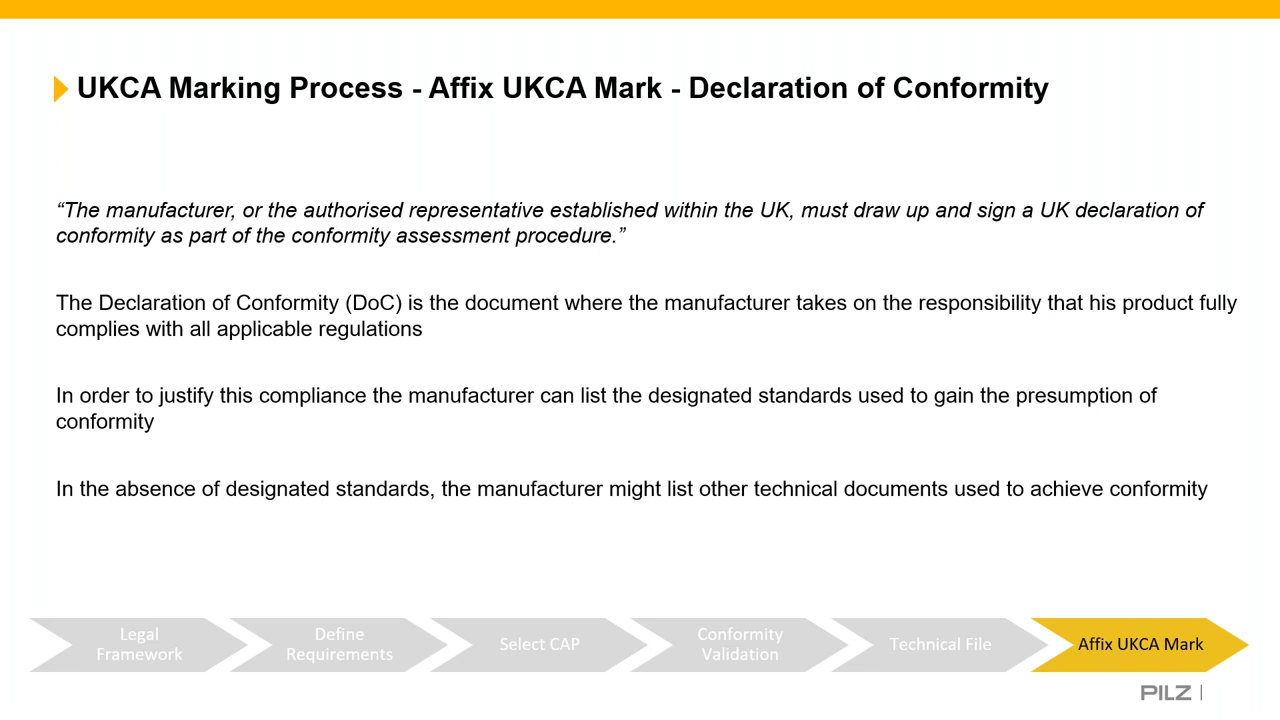 UKCA Marking Process - Affix UKCA Mark - Declaration of Conformity
“The manufacturer, or the authorised representative established within the UK, must draw up and sign a UK declaration of
conformity as part of the conformity assessment procedure.”
The Declaration of Conformity (DoC) is the document where the manufacturer takes on the responsibility that his product fully
complies with all applicable regulations
In order to justify this compliance the manufacturer can list the designated standards used to gain the presumption of
conformity
In the absence of designated standards, the manufacturer might list other technical documents used to achieve conformity
Legal
Framework
Define
Requirements
Select CAP
Conformity
Validation
Technical File
Affix UKCA Mark
PILZ |